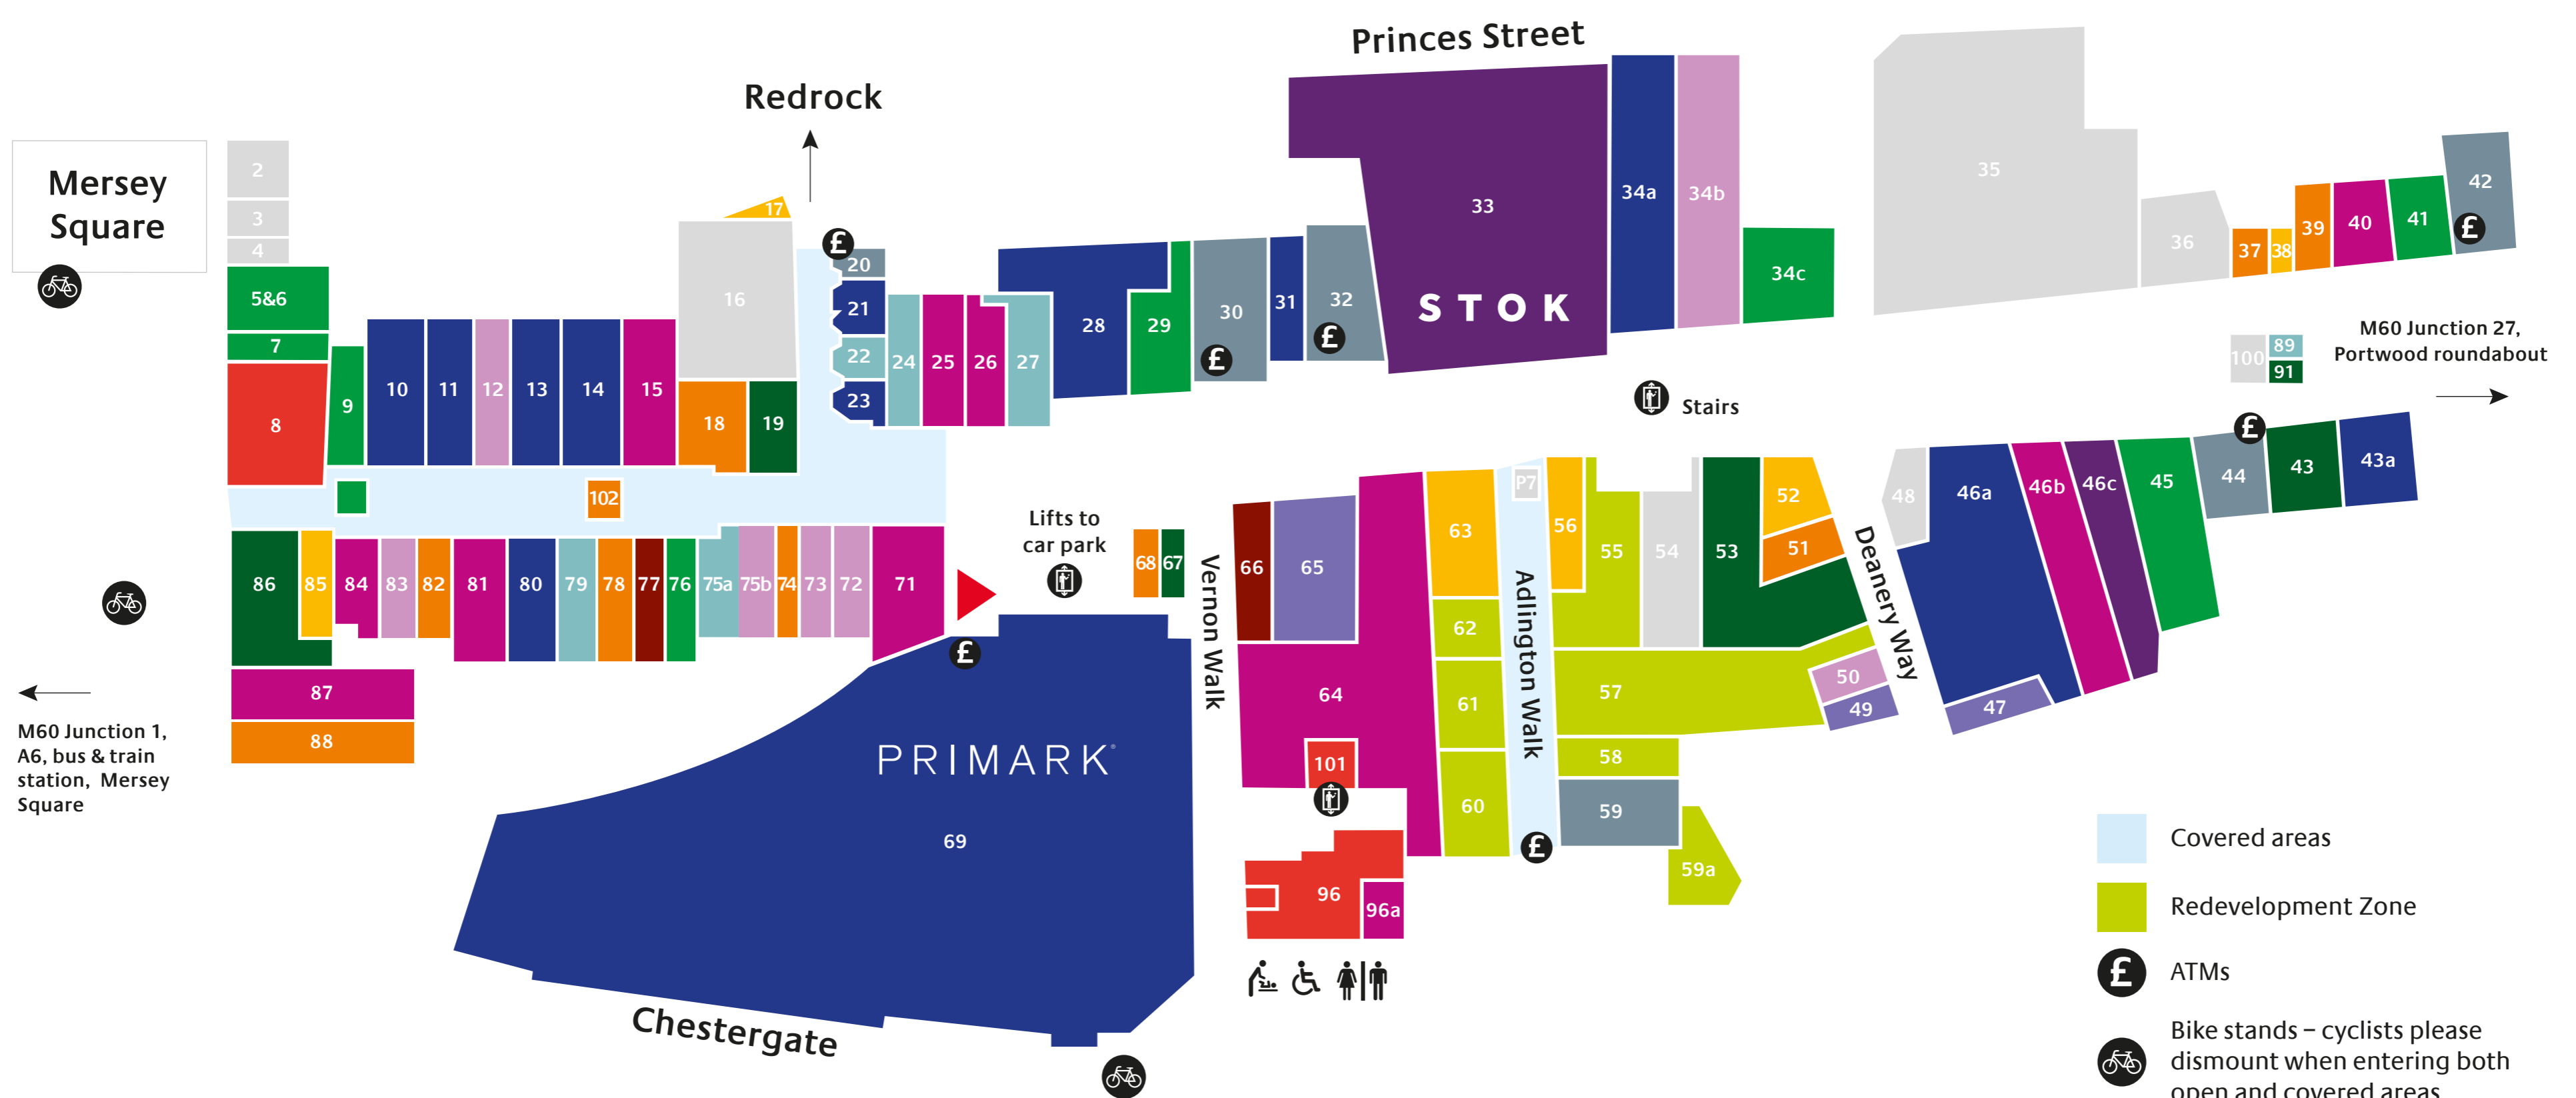 Princes Street
Redrock
Mersey
Square
2
3
4
5&6
7
8
9
10
11
12
13
14
15
16
17
18
19
£
20
21
22
23
24
25
26
27
28
29
30
£
31
32
£
33
STOK
34a
34b
34c
35
36
37
38
39
40
41
42
£
100
89
91
M60 Junction 27,
Portwood roundabout
Stairs
102
Lifts to
car park
68
67
Vernon Walk
66
65
63
62
61
60
64
101
Adlington Walk
P7
56
55
54
53
52
51
Deanery Way
48
46a
46b
46c
45
44
£
43
43a
57
50
49
47
58
59
£
59a
96
96a
86
85
84
83
82
81
80
79
78
77
76
75a
75b
74
73
72
71
£
87
88
M60 Junction 1,
A6, bus & train
station, Mersey
Square
PRIMARK
69
Chestergate
Covered areas
Redevelopment Zone
£
ATMs
Bike stands – cyclists please
dismount when entering both
open and covered areas